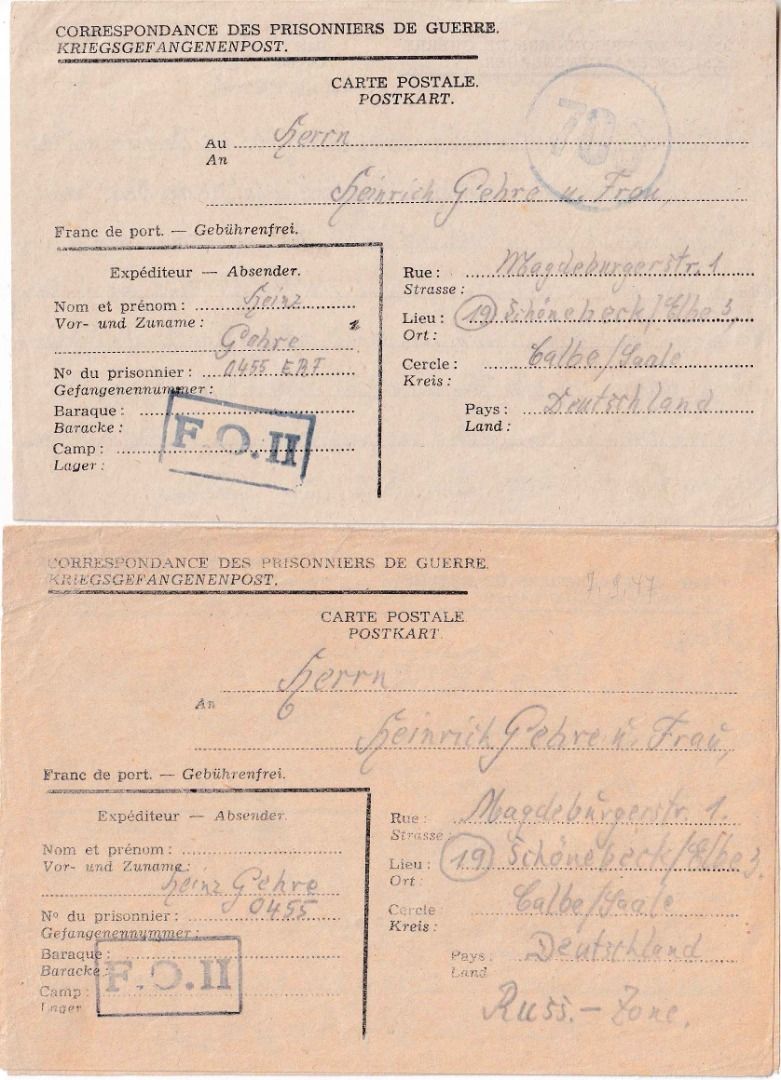 CORRESPONDANCE DES PRISONNIERS DE GUERRE.
KRIEGSGEFANGENENPOST.
CARTE POSTALE.
POSTKART.
Au Herrn
An
Heinrich Gehre u. Frau,
Franc de port. — Gebührenfrei.
Expéditeur — Absender.
Nom et prénom : Heinz
Vor- und Zuname :
Gehre
No du prisonnier : 0455
Gefangenennummer :
Baraque :
Baracke :
Camp :
Lager :
F.O.II
Rue : Magdeburgerstr. 1
Strasse :
Lieu : (19) Schönebeck/Elbe 3,
Ort :
Cercle : Calbe/Saale
Kreis :
Pays : Deutschland
Land :
CORRESPONDANCE DES PRISONNIERS DE GUERRE.
KRIEGSGEFANGENENPOST.
7.9.47
CARTE POSTALE
POSTKART
Herrn
An
Heinrich Gehre u. Frau,
Franc de port. — Gebührenfrei.
Expéditeur — Absender.
Nom et prénom :
Vor- und Zuname :
Heinz Gehre
No du prisonnier : 0455
Gefangenennummer :
Baraque :
Baracke :
Camp :
Lager
F.O.II
Rue : Magdeburgerstr. 1.
Strasse :
Lieu : (19) Schönebeck/Elbe 3.
Ort :
Cercle Calbe/Saale
Kreis :
Pays : Deutschland
Land
Russ.-Zone.